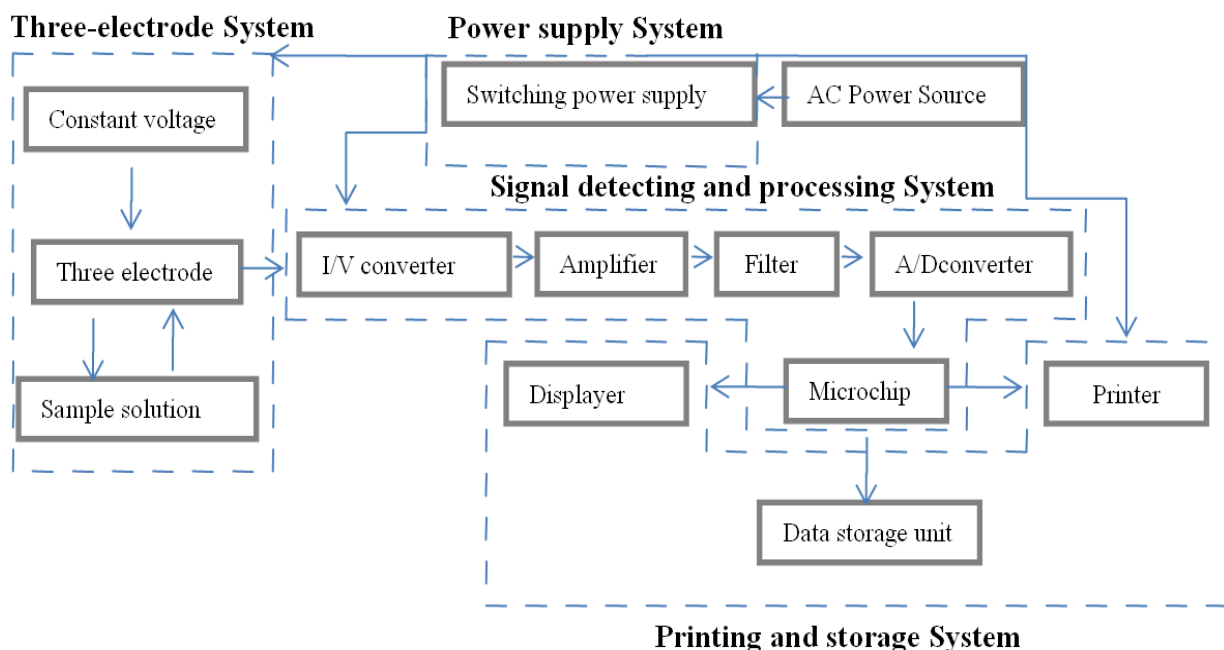 Three-electrode System
Power supply System
Constant voltage
Switching power supply
AC Power Source
Signal detecting and processing System
Three electrode
I/V converter
Amplifier
Filter
A/Dconverter
Sample solution
Displayer
Microchip
Printer
Data storage unit
Printing and storage System